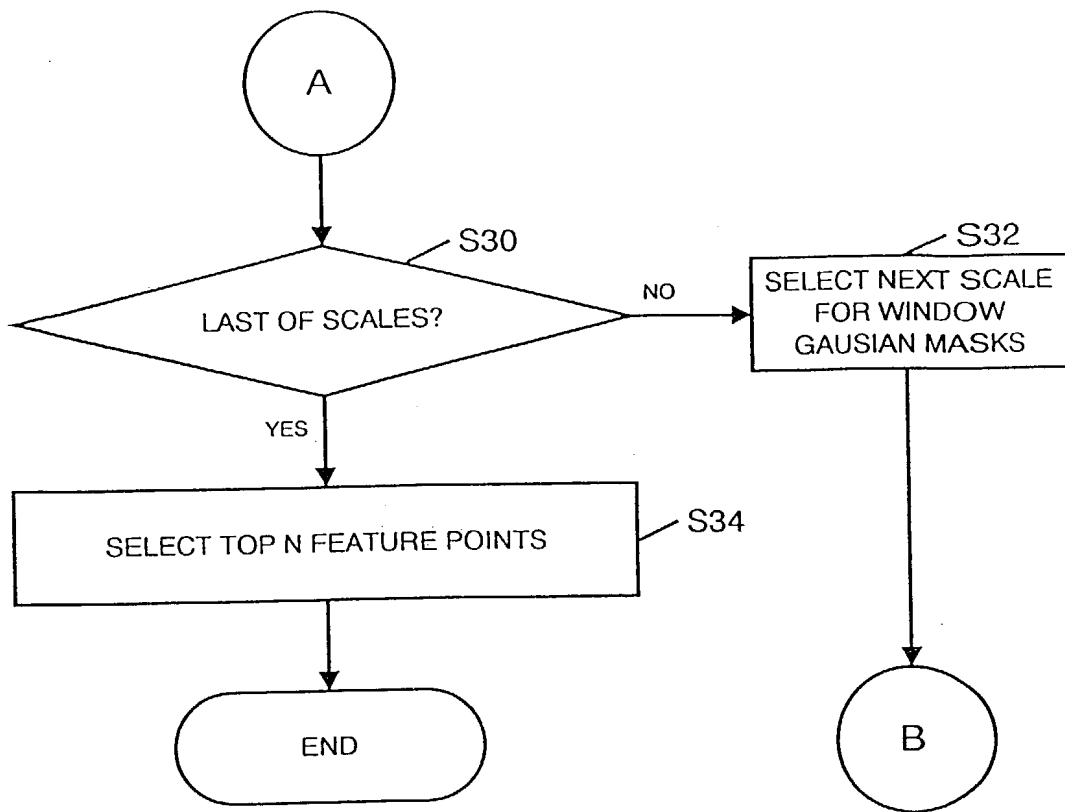 A
S30
LAST OF SCALES?
NO
S32
SELECT NEXT SCALE
FOR WINDOW
GAUSIAN MASKS
YES
S34
SELECT TOP N FEATURE POINTS
END
B